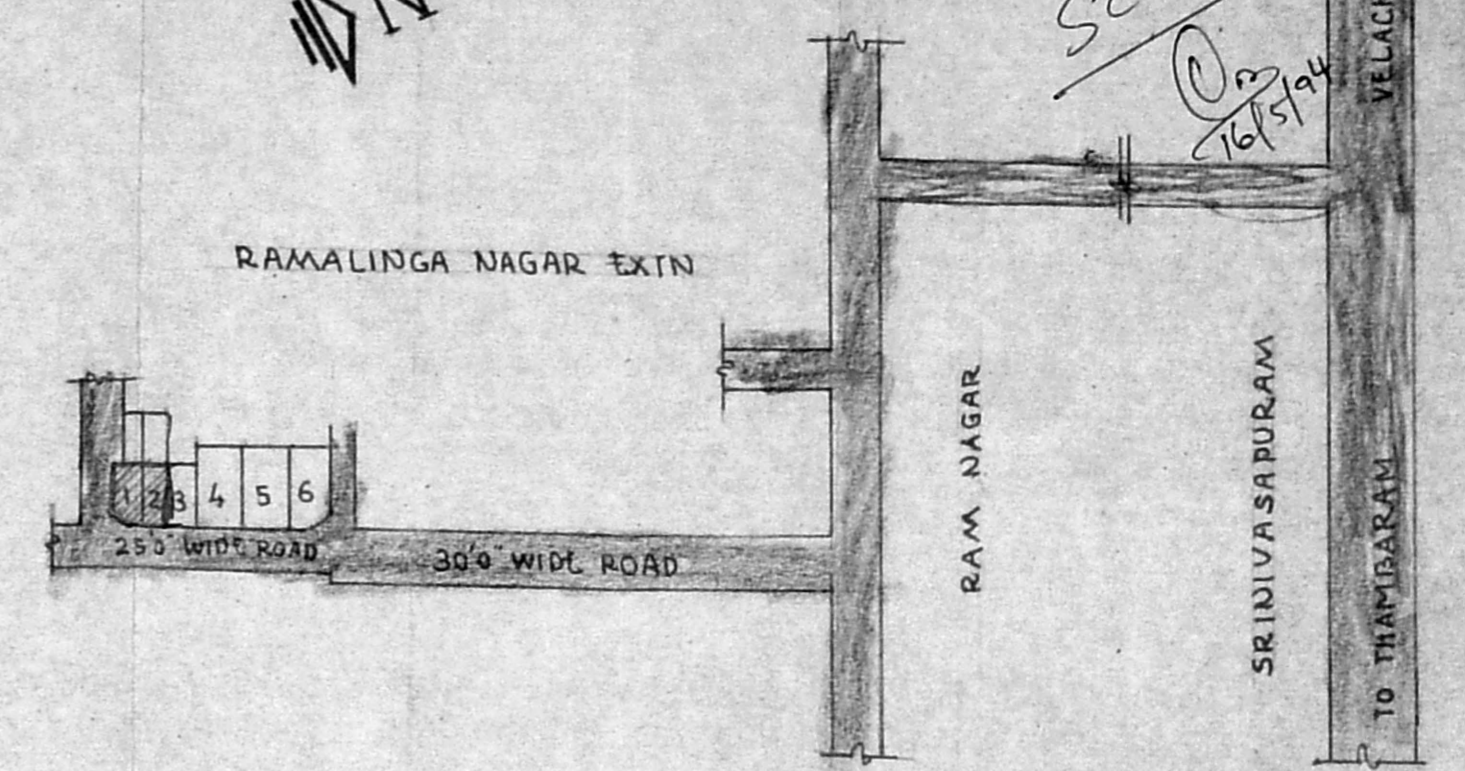 N
16/5/94
VELACH
RAMALINGA NAGAR EXTN
1 2 3 4 5 6
25'0" WIDE ROAD
30'0" WIDE ROAD
RAM NAGAR
SRINIVASAPURAM
TO THAMBARAM